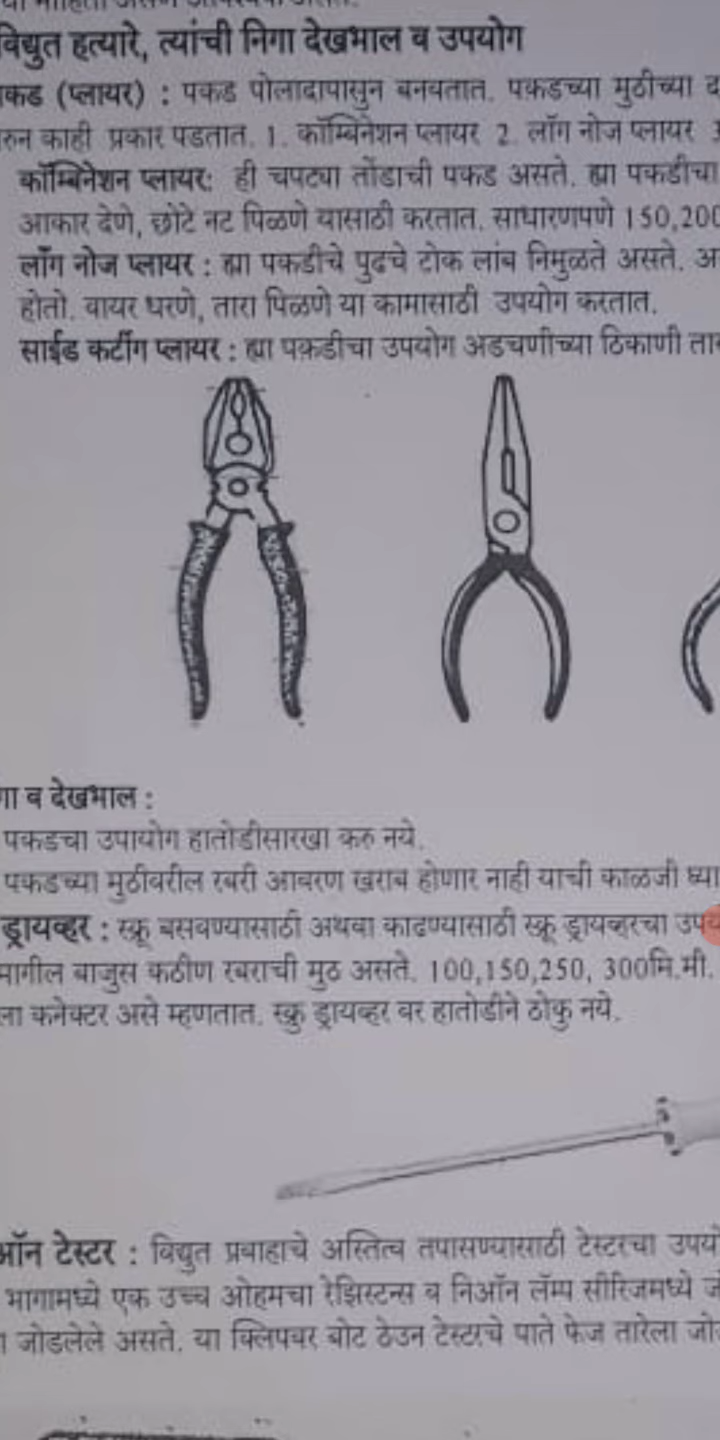 विद्युत हत्यारे, त्यांची निगा देखभाल व उपयोग
पकड (प्लायर) : पकड पोलादापासुन बनवतात. पकडच्या मुठीच्या
काही प्रकार पडतात. 1. कॉम्बिनेशन प्लायर 2. लॉग नोज प्लायर
कॉम्बिनेशन प्लायर: ही चपट्या तोंडाची पकड असते. ह्या पकडीचा
आकार देणे, छोटे नट पिळणे यासाठी करतात. साधारणपणे 150,200
लाँग नोज प्लायर : ह्या पकडीचे पुढचे टोक लांब निमुळते असते.
होतो. वायर धरणे, तारा पिळणे या कामासाठी उपयोग करतात.
साईड कटींग प्लायर : ह्या पकडीचा उपयोग अडचणीच्या ठिकाणी
व देखभाल :
पकडचा उपायोग हातोडीसारखा करु नये.
पकडच्या मुठीवरील रबरी आवरण खराब होणार नाही याची काळजी
ड्रायव्हर : स्क्रू बसवण्यासाठी अथवा काढण्यासाठी स्क्रू ड्रायव्हरचा
मागील बाजुस कठीण रबराची मुठ असते. 100,150,250, 300मि.मी.
ला कनेक्टर असे म्हणतात. स्क्रु ड्रायव्हर वर हातोडीने ठोकु नये.
ऑन टेस्टर : विद्युत प्रवाहाचे अस्तित्व तपासण्यासाठी टेस्टरचा
भागामध्ये एक उच्च ओहमचा रेझिस्टन्स व निऑन लॅम्प सीरिजमध्ये
जोडलेले असते. या क्लिपवर बोट ठेउन टेस्टरचे पाते फेज तारेला